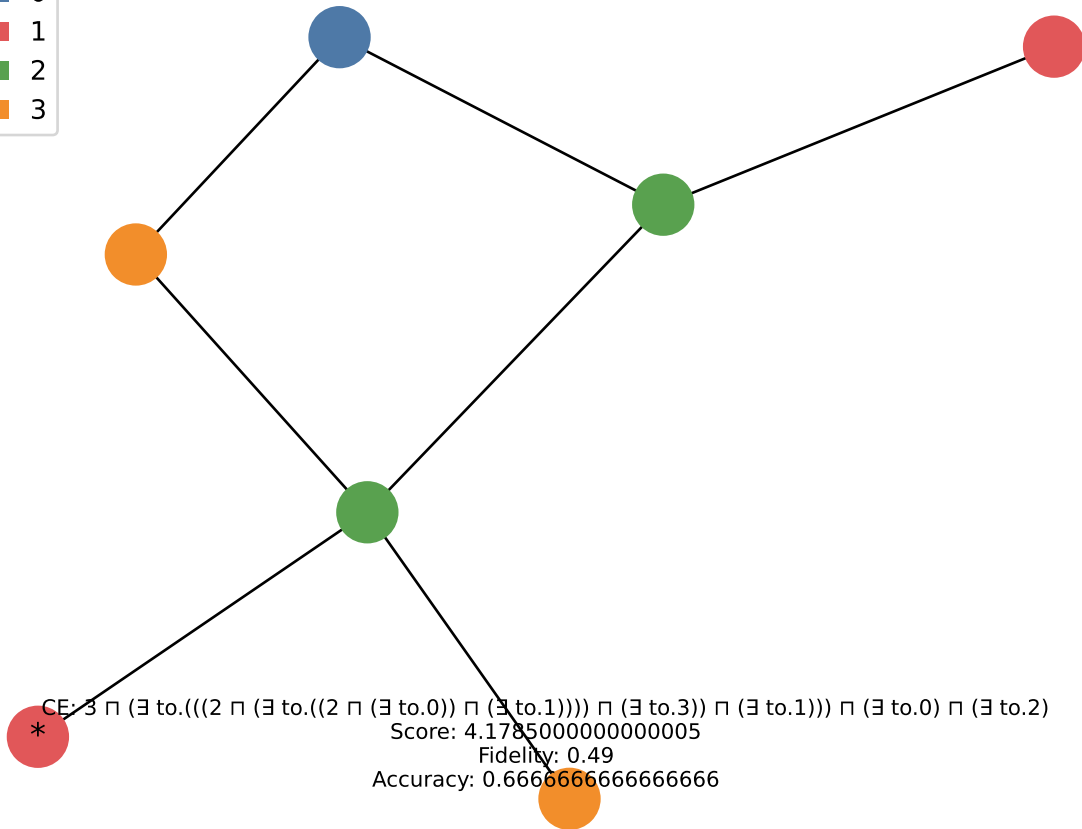 1
2
3
*
CE: 3 ⊓ (∃ to.(((2 ⊓ (∃ to.((2 ⊓ (∃ to.0)) ⊓ (∃ to.1)))) ⊓ (∃ to.3)) ⊓ (∃ to.1))) ⊓ (∃ to.0) ⊓ (∃ to.2)
Score: 4.1785000000000005
Fidelity: 0.49
Accuracy: 0.6666666666666666